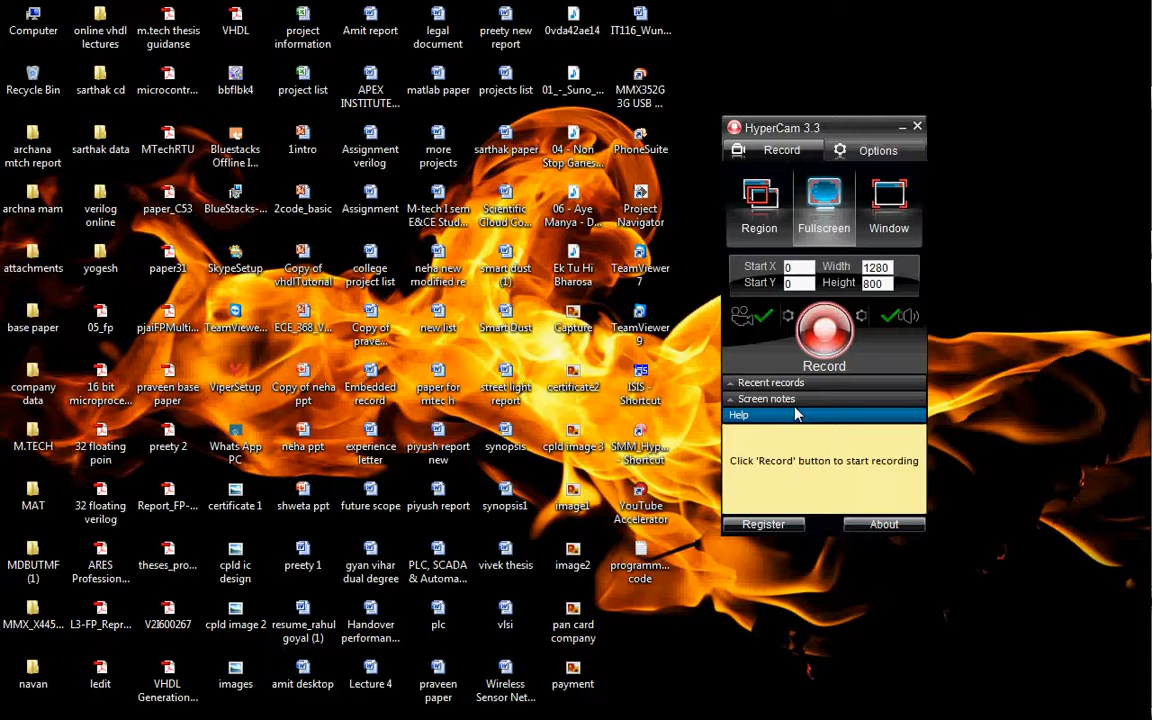 Computer
online vhdl
lectures
m.tech thesis
guidanse
VHDL
project
information
Amit report
legal
document
preety new
report
0vda42ae14
IT116_Wun...
Recycle Bin
sarthak cd
microcontr...
bbflbk4
project list
APEX
INSTITUTE...
matlab paper
projects list
01_-_Suno_...
MMX352G
3G USB ...
archana
mtch report
sarthak data
MTechRTU
Bluestacks
Offline I...
1intro
Assignment
verilog
more
projects
sarthak paper
04 - Non
Stop Ganes...
PhoneSuite
archna mam
verilog
online
paper_C53
BlueStacks-...
2code_basic
Assignment
M-tech I sem
E&CE Stud...
Scientific
Cloud Co...
06 - Aye
Manya - D...
Project
Navigator
attachments
yogesh
paper31
SkypeSetup
Copy of
vhdlTutorial
college
project list
neha new
modified re
smart dust
(1)
Ek Tu Hi
Bharosa
TeamViewer
7
base paper
05_fp
pjaifPMulti...
TeamViewe...
ECE_368_V...
Copy of
prave...
new list
Smart Dust
Capture
TeamViewer
9
company
data
16 bit
microproce...
praveen base
paper
ViperSetup
Copy of neha
ppt
Embedded
record
paper for
mtec h
street light
report
certificate2
ISIS -
Shortcut
M.TECH
32 floating
poin
preety 2
Whats App
PC
neha ppt
experience
letter
piyush report
new
synopsis
cpld image 3
SMM_Hyp...
- Shortcut
MAT
32 floating
verilog
Report_FP-...
certificate 1
shweta ppt
future scope
piyush report
synopsis1
image1
YouTube
Accelerator
MDBUTMF
(1)
ARES
Profession...
theses_pro...
cpld ic
design
preety 1
gyan vihar
dual degree
PLC, SCADA
& Automa...
vivek thesis
image2
programm...
code
MMX_X445...
L3-FP_Repr...
V2I600267
cpld image 2
resume_rahul
goyal (1)
Handover
performan...
plc
vlsi
pan card
company
navan
ledit
VHDL
Generation...
images
amit desktop
Lecture 4
praveen
paper
Wireless
Sensor Net...
payment
HyperCam 3.3
Record
Options
Region
Fullscreen
Window
Start X 0 Width 1280
Start Y 0 Height 800
Record
Recent records
Screen notes
Help
Click 'Record' button to start recording
Register
About